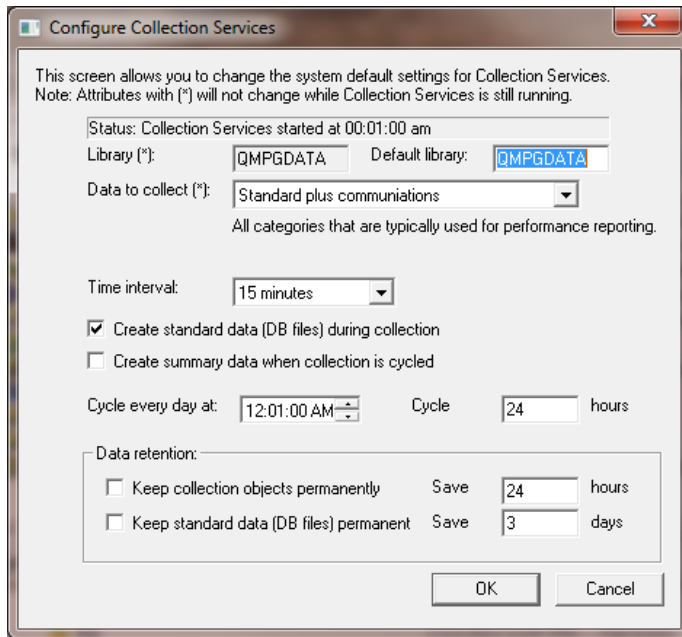 Configure Collection Services
This screen allows you to change the system default settings for Collection Services.
Note: Attributes with (*) will not change while Collection Services is still running.
Status: Collection Services started at 00:01:00 am
Library (*): QMPGDATA Default library: QMPGDATA
Data to collect (*): Standard plus communiations
All categories that are typically used for performance reporting.
Time interval: 15 minutes
Create standard data (DB files) during collection
Create summary data when collection is cycled
Cycle every day at: 12:01:00 AM Cycle 24 hours
Data retention:
Keep collection objects permanently Save 24 hours
Keep standard data (DB files) permanent Save 3 days
OK Cancel